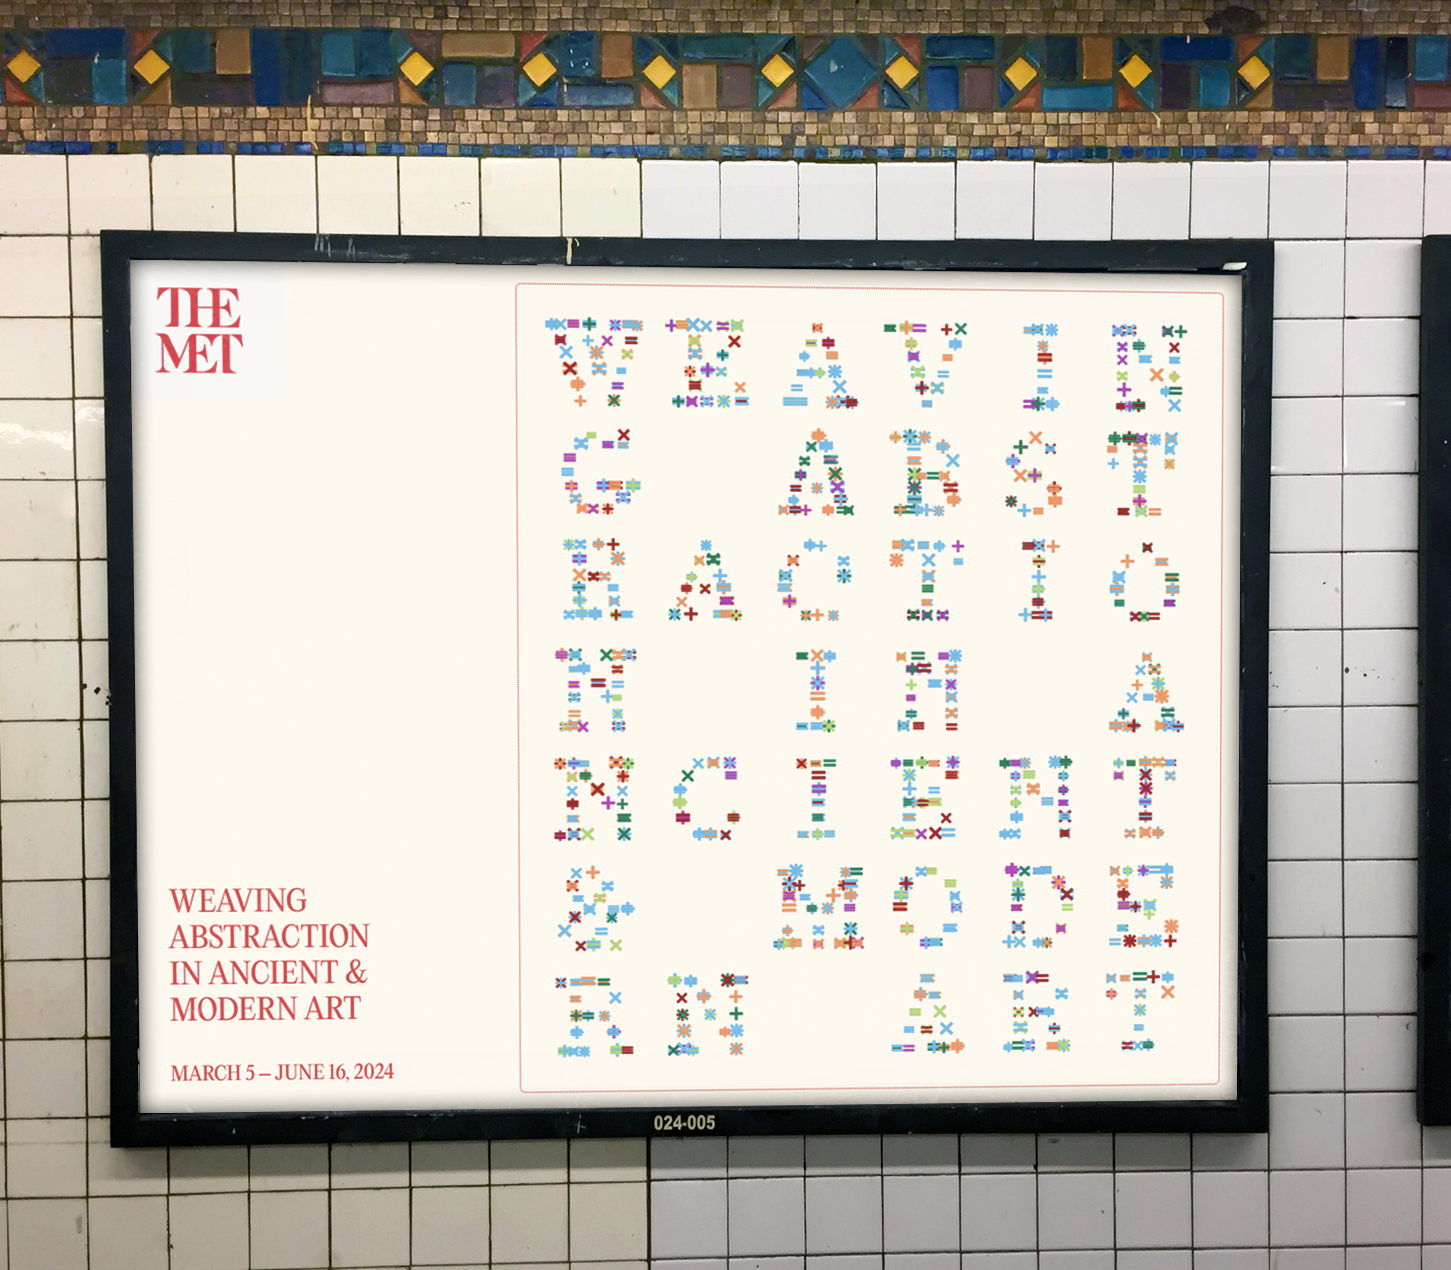 THE
MET
WEAVING
ABSTRACTION
IN ANCIENT &
MODERN ART
MARCH 5 – JUNE 16, 2024
WEAVIN
G ABST
RACTIO
N IN A
NCIENT
& MODE
RN ART
024-005